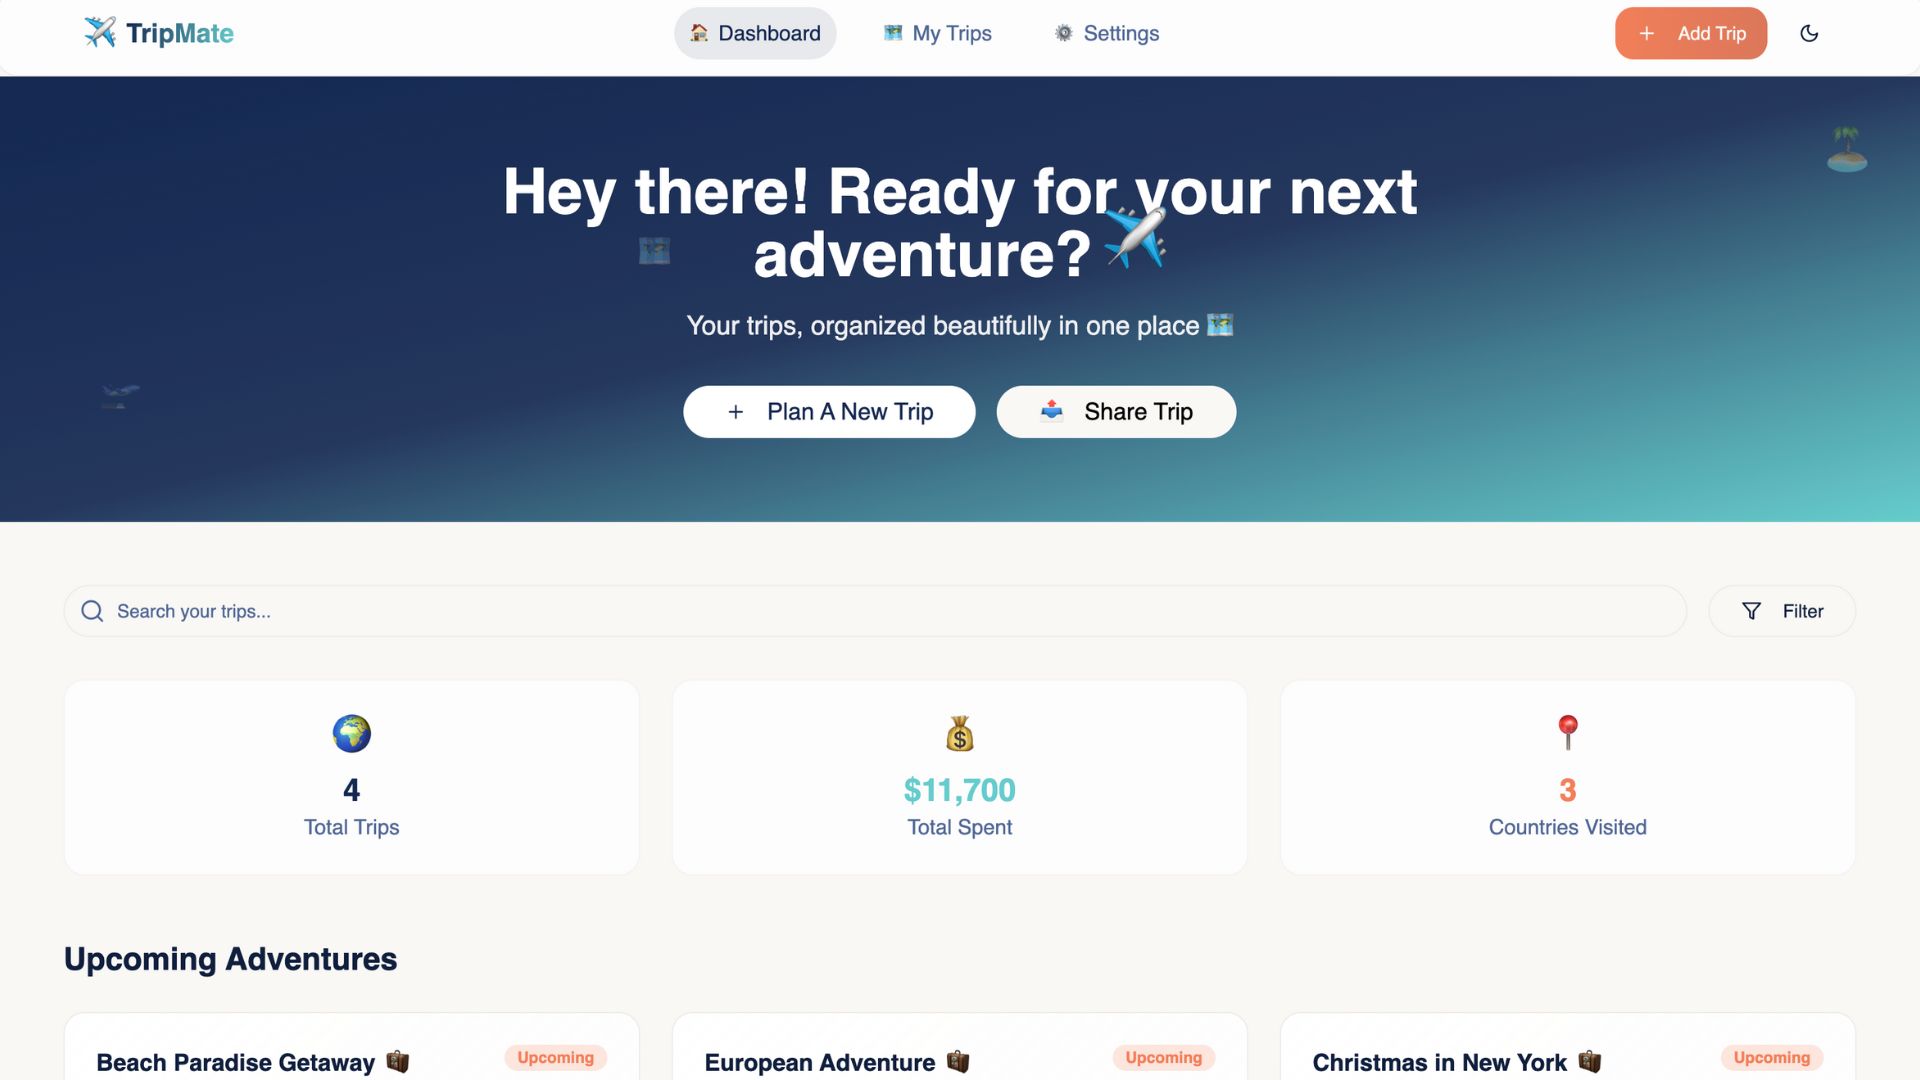 TripMate
Dashboard
My Trips
Settings
Add Trip
Hey there! Ready for your next
adventure?
Your trips, organized beautifully in one place
Plan A New Trip
Share Trip
Search your trips...
Filter
4
Total Trips
$11,700
Total Spent
3
Countries Visited
Upcoming Adventures
Beach Paradise Getaway
Upcoming
European Adventure
Upcoming
Christmas in New York
Upcoming